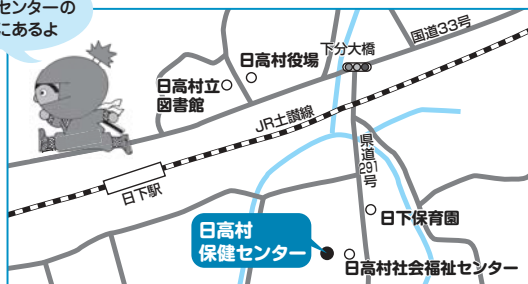 センターの
にあるよ
国道33号
下分大橋
日高村役場
日高村立
図書館
JR土讃線
県道291号
日下駅
日下保育園
日高村
保健センター
日高村社会福祉センター